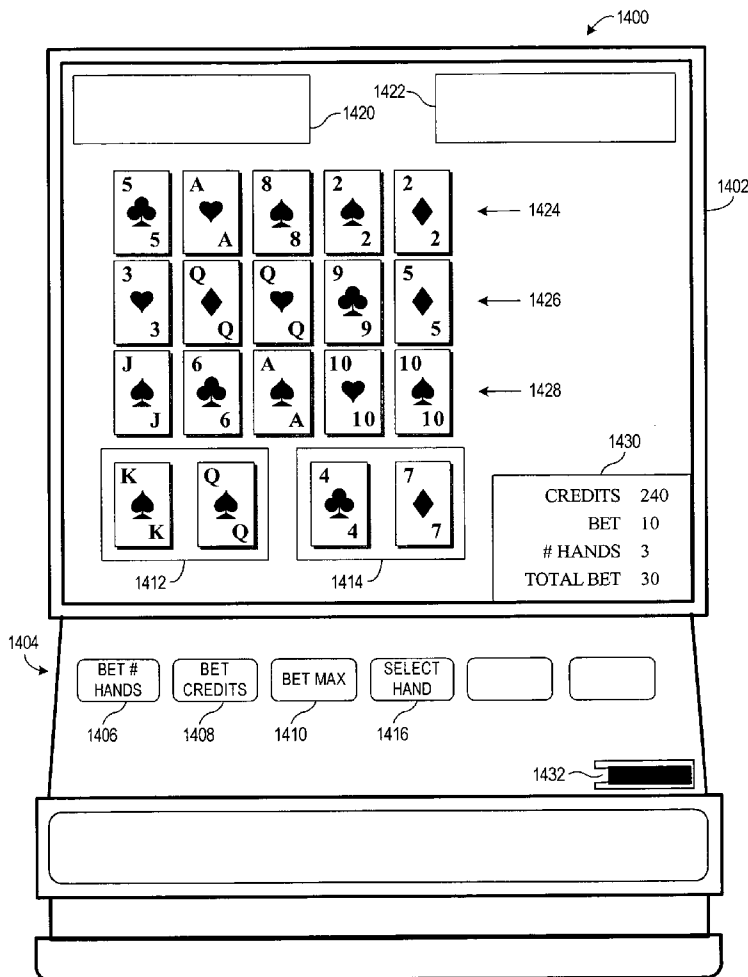 1400
1420
1422
1402
5 A 8 2 2
5 A 8 2 2
1424
3 Q Q 9 5
3 Q Q 9 5
1426
J 6 A 10 10
J 6 A 10 10
1428
K Q 4 7
K Q 4 7
1412
1414
1430
CREDITS 240
BET 10
# HANDS 3
TOTAL BET 30
1404
BET # HANDS
BET CREDITS
BET MAX
SELECT HAND
1406
1408
1410
1416
1432